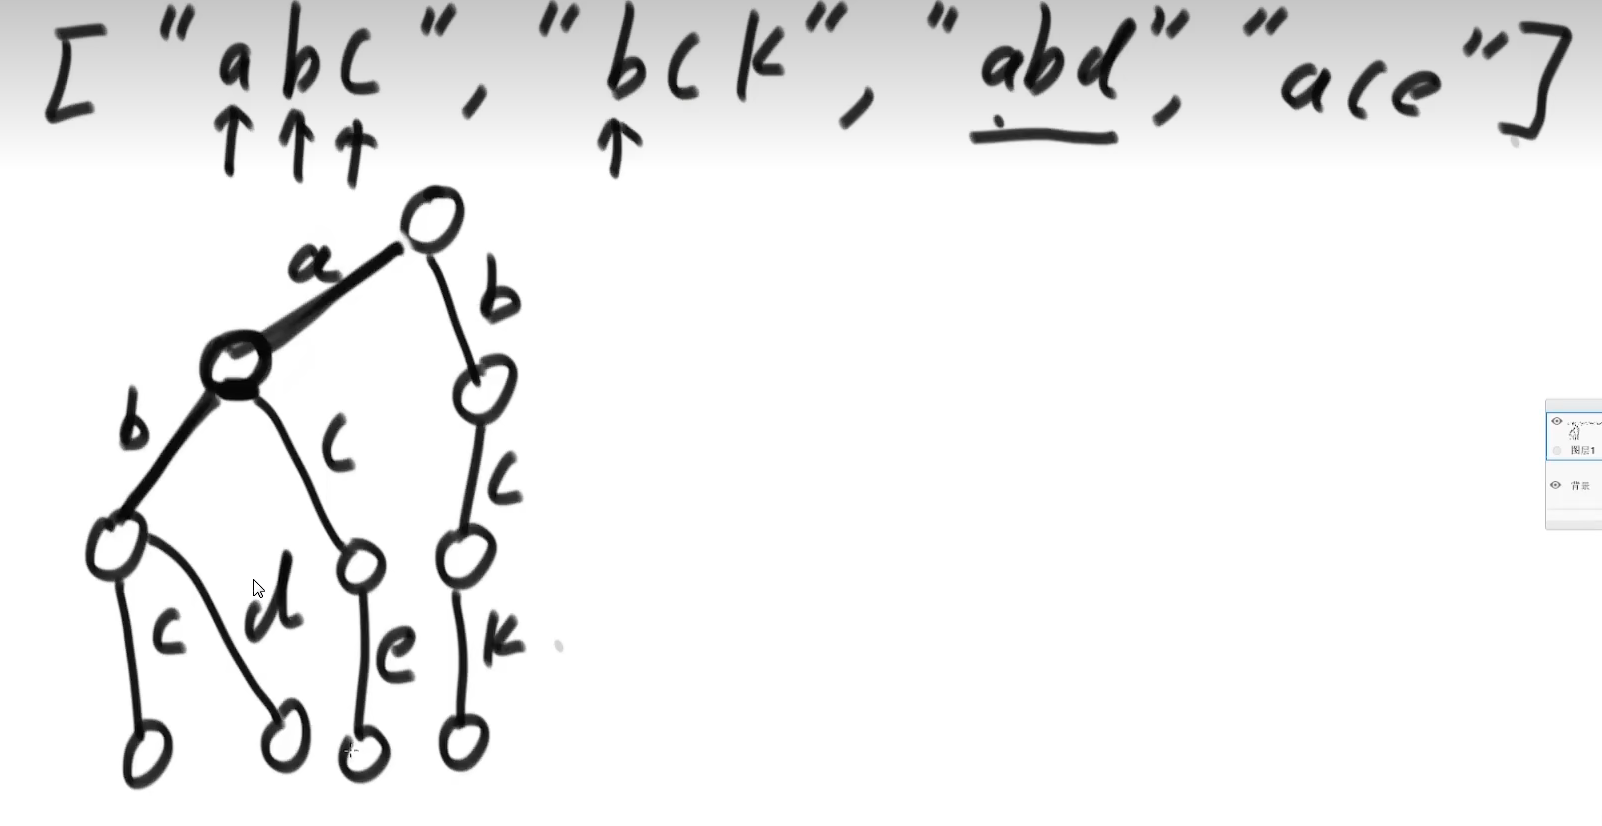 ["abc", "bck", "abd", "ace"]
a
b
b
c
c
c
d
e
k
图层1
背景